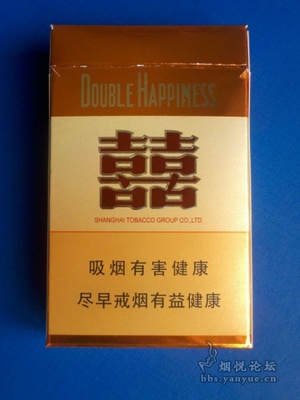 DOUBLE HAPPINESS
囍
SHANGHAI TOBACCO GROUP CO.,LTD.
吸烟有害健康
尽早戒烟有益健康
烟悦论坛
bbs.yanyue.cn